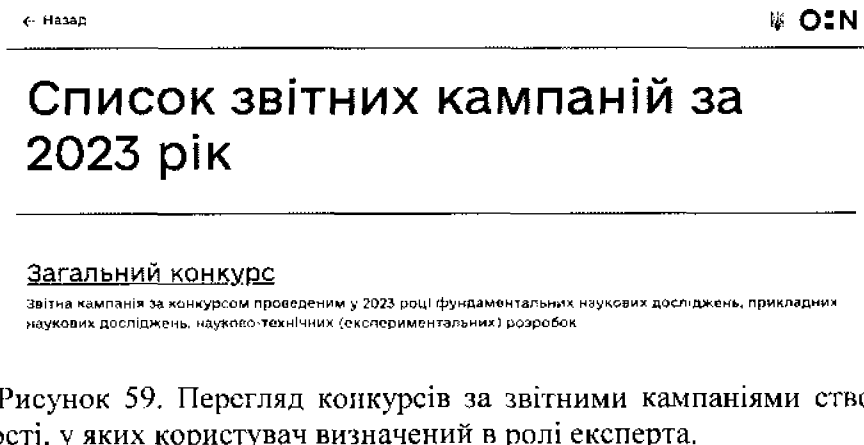 ← Назад
O:N
Список звітних кампаній за
2023 рік
Загальний конкурс
Звітна кампанія за конкурсом проведеним у 2023 році фундаментальних наукових досліджень, прикладних
наукових досліджень, науково-технічних (експериментальних) розробок
Рисунок 59. Перегляд конкурсів за звітними кампаніями
у яких користувач визначений в ролі експерта.